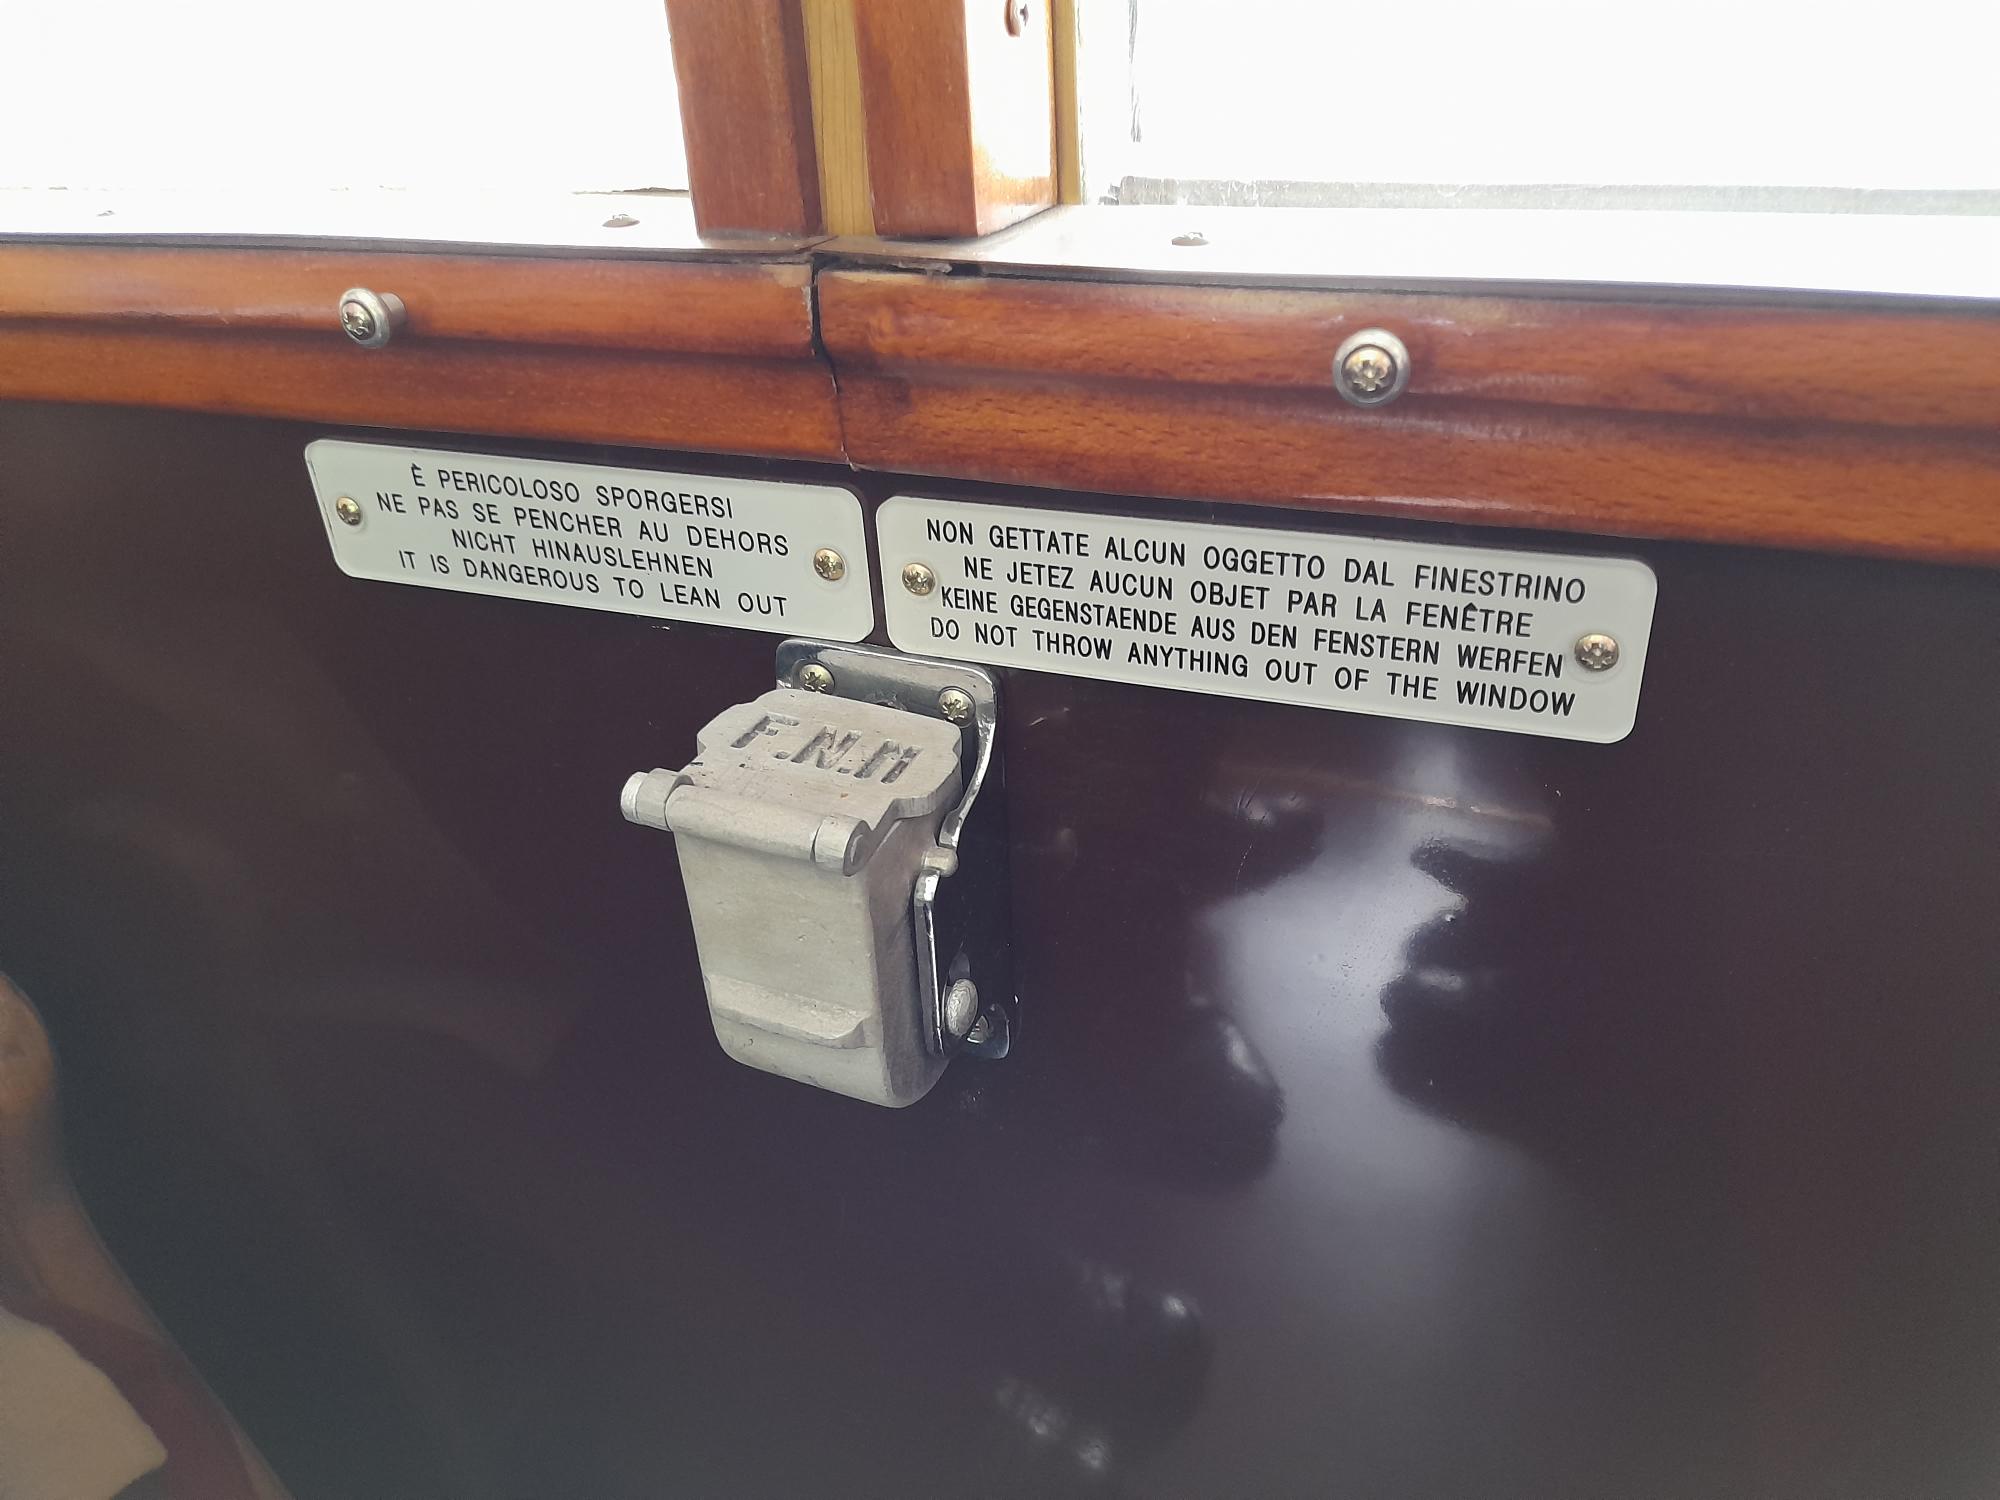 È PERICOLOSO SPORGERSI
NE PAS SE PENCHER AU DEHORS
NICHT HINAUSLEHNEN
IT IS DANGEROUS TO LEAN OUT
NON GETTATE ALCUN OGGETTO DAL FINESTRINO
NE JETEZ AUCUN OBJET PAR LA FENÊTRE
KEINE GEGENSTAENDE AUS DEN FENSTERN WERFEN
DO NOT THROW ANYTHING OUT OF THE WINDOW
F.N.M